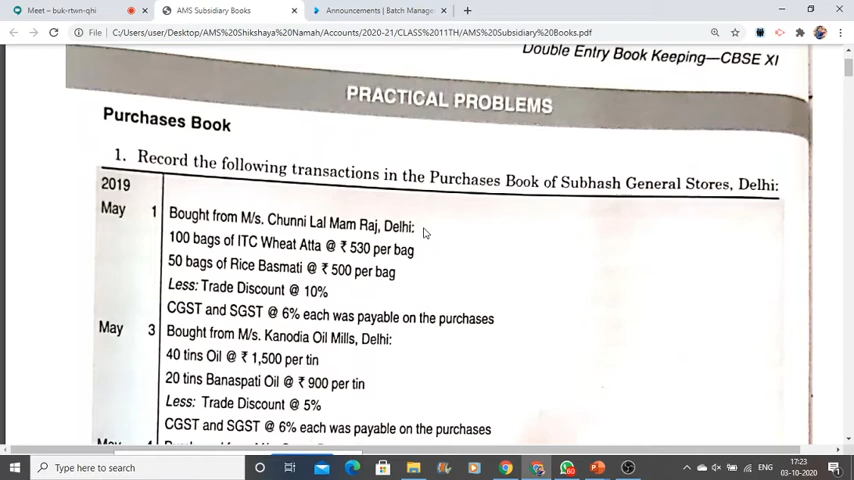 Meet – buk-rtwn-qhi
AMS Subsidiary Books
Announcements | Batch Manage
C:/Users/user/Desktop/AMS%20Shikshaya%20Namah/Accounts/2020-21/CLASS%2011TH/AMS%20Subsidiary%20Books.pdf
Double Entry Book Keeping—CBSE XI
PRACTICAL PROBLEMS
Purchases Book
1. Record the following transactions in the Purchases Book of Subhash General Stores, Delhi:
2019
May 1 Bought from M/s. Chunni Lal Mam Raj, Delhi:
100 bags of ITC Wheat Atta @ ₹ 530 per bag
50 bags of Rice Basmati @ ₹ 500 per bag
Less: Trade Discount @ 10%
CGST and SGST @ 6% each was payable on the purchases
May 3 Bought from M/s. Kanodia Oil Mills, Delhi:
40 tins Oil @ ₹ 1,500 per tin
20 tins Banaspati Oil @ ₹ 900 per tin
Less: Trade Discount @ 5%
CGST and SGST @ 6% each was payable on the purchases
Type here to search
ENG
17:23
03-10-2020